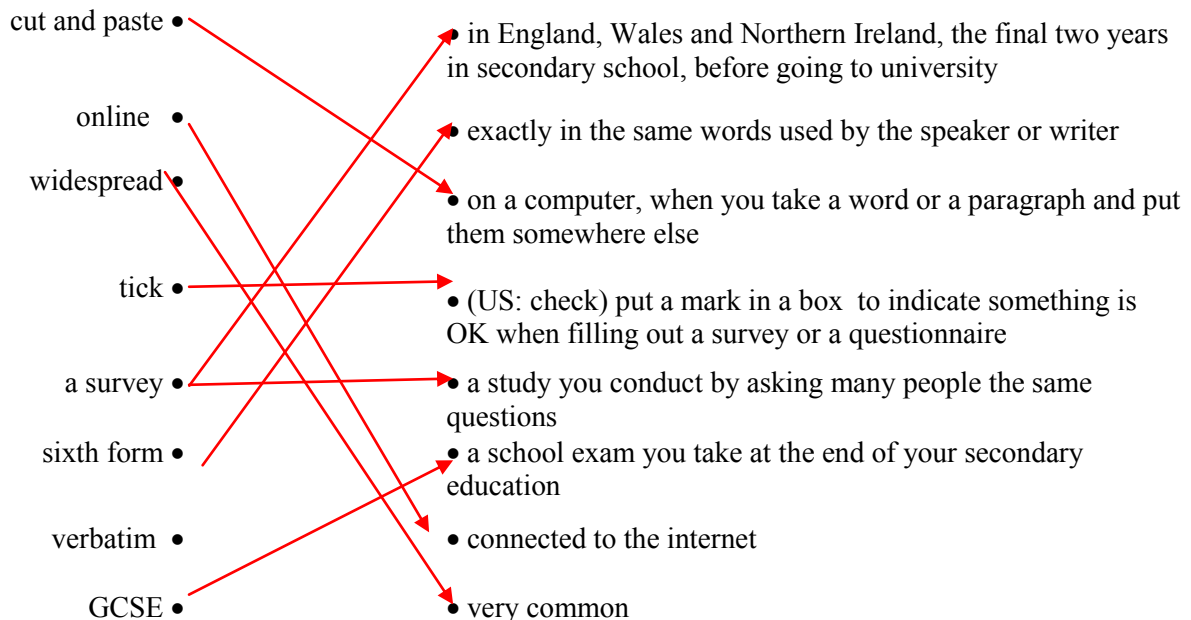 cut and paste •
• in England, Wales and Northern Ireland, the final two years
in secondary school, before going to university
online •
• exactly in the same words used by the speaker or writer
widespread •
• on a computer, when you take a word or a paragraph and put
them somewhere else
tick •
• (US: check) put a mark in a box to indicate something is
OK when filling out a survey or a questionnaire
a survey •
• a study you conduct by asking many people the same
questions
sixth form •
• a school exam you take at the end of your secondary
education
verbatim •
• connected to the internet
GCSE •
• very common